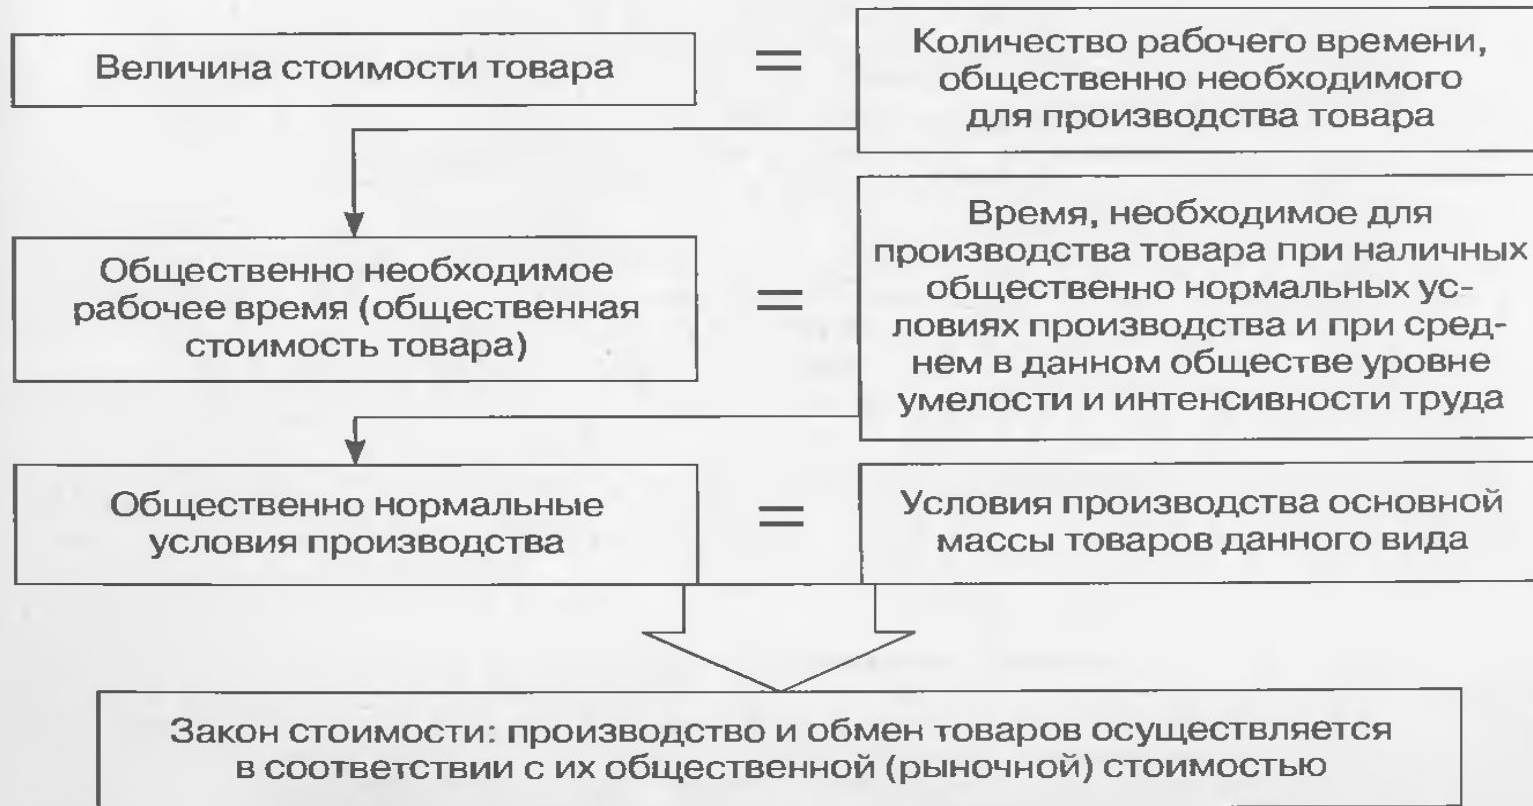 Величина стоимости товара
=
Количество рабочего времени,
общественно необходимого
для производства товара
Общественно необходимое
рабочее время (общественная
стоимость товара)
=
Время, необходимое для
производства товара при наличных
общественно нормальных ус-
ловиях производства и при сред-
нем в данном обществе уровне
умелости и интенсивности труда
Общественно нормальные
условия производства
=
Условия производства основной
массы товаров данного вида
Закон стоимости: производство и обмен товаров осуществляется
в соответствии с их общественной (рыночной) стоимостью